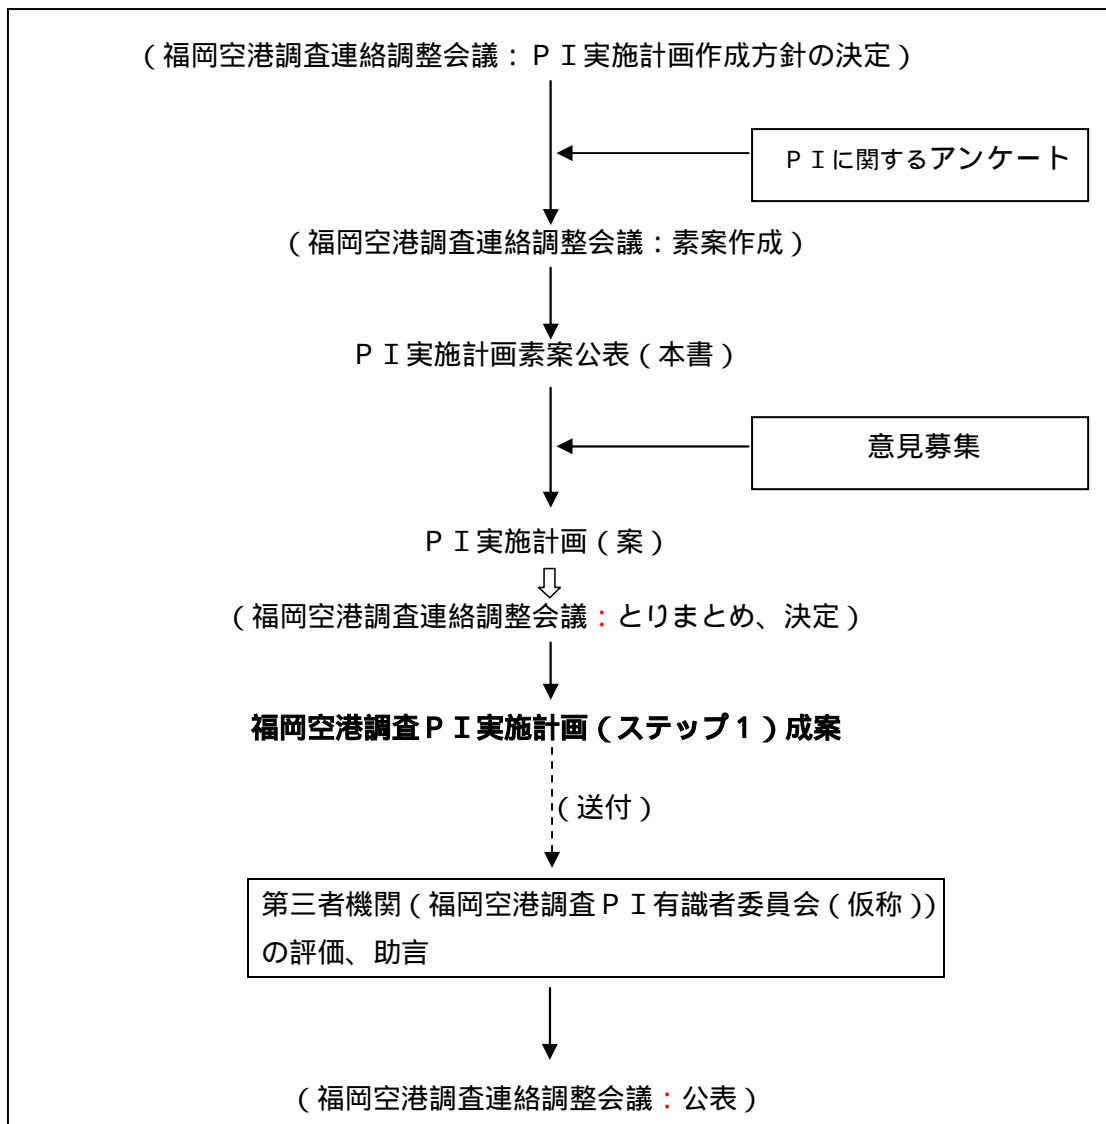 （福岡空港調査連絡調整会議：ＰＩ実施計画作成方針の決定）
ＰＩに関するアンケート
（福岡空港調査連絡調整会議：素案作成）
ＰＩ実施計画素案公表（本書）
意見募集
ＰＩ実施計画（案）
（福岡空港調査連絡調整会議：とりまとめ、決定）
福岡空港調査ＰＩ実施計画（ステップ１）成案
（送付）
第三者機関（福岡空港調査ＰＩ有識者委員会（仮称））
の評価、助言
（福岡空港調査連絡調整会議：公表）